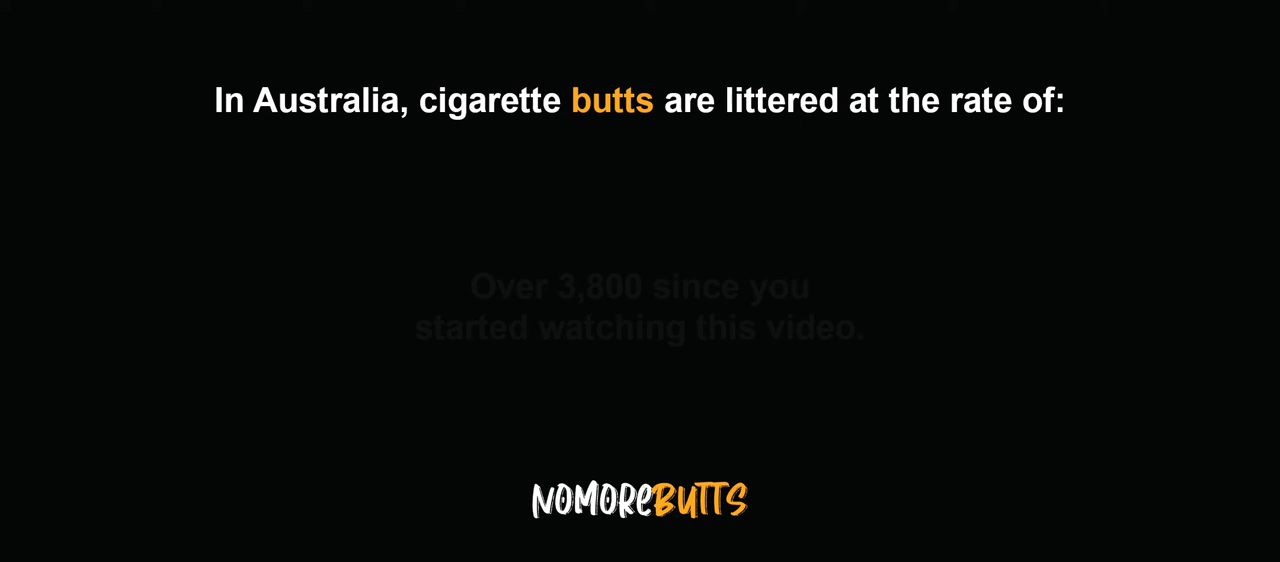 In Australia, cigarette butts are littered at the rate of:
Over 3,800 since you
started watching this video.
NOMOREBUTTS